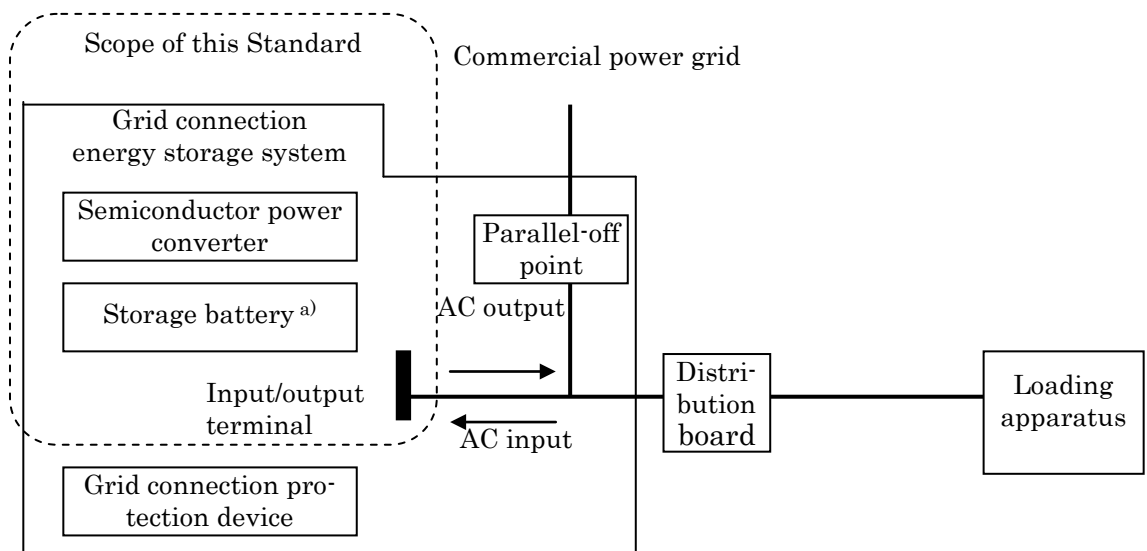 Scope of this Standard
Commercial power grid
Grid connection
energy storage system
Semiconductor power
converter
Parallel-off
point
Storage battery a)
AC output
Input/output
terminal
AC input
Distri-
bution
board
Loading
apparatus
Grid connection pro-
tection device